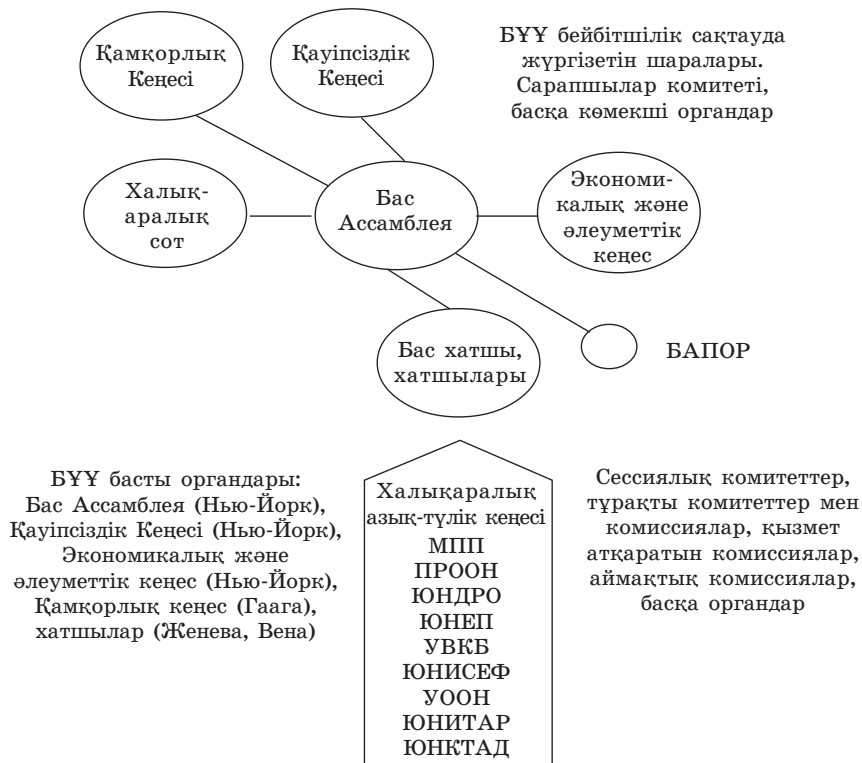 Қамқорлық
Кеңесі
Қауіпсіздік
Кеңесі
БҰҰ бейбітшілік сақтауда
жүргізетін шаралары.
Сарапшылар комитеті,
басқа көмекші органдар
Халық-
аралық
сот
Бас
Ассамблея
Экономи-
калық және
әлеуметтік
кеңес
Бас хатшы,
хатшылары
БАПОР
БҰҰ басты органдары:
Бас Ассамблея (Нью-Йорк),
Қауіпсіздік Кеңесі (Нью-Йорк),
Экономикалық және
әлеуметтік кеңес (Нью-Йорк),
Қамқорлық кеңес (Гаага),
хатшылар (Женева, Вена)
Халықаралық
азық-түлік кеңесі
МПП
ПРООН
ЮНДРО
ЮНЕП
УВКБ
ЮНИСЕФ
УООН
ЮНИТАР
ЮНКТАД
Сессиялық комитеттер,
тұрақты комитеттер мен
комиссиялар, қызмет
атқаратын комиссиялар,
аймақтық комиссиялар,
басқа органдар